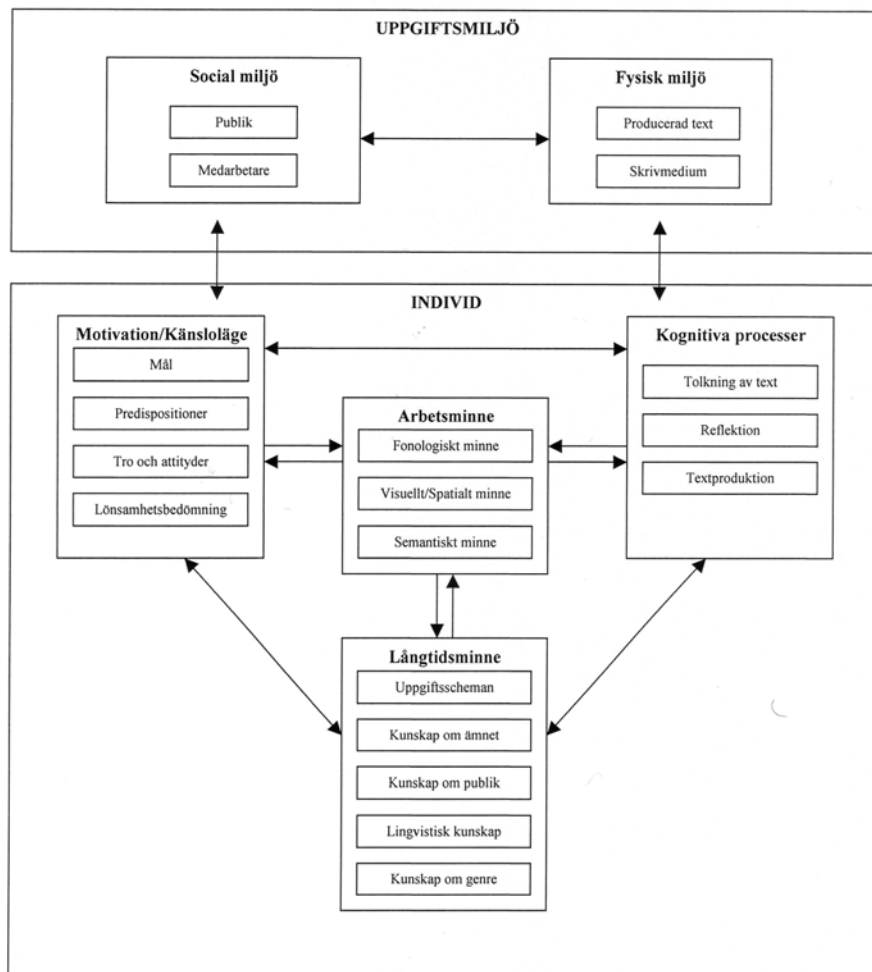 UPPGIFTSMILJÖ
Social miljö
Publik
Medarbetare
Fysisk miljö
Producerad text
Skrivmedium
INDIVID
Motivation/Känsloläge
Mål
Predispositioner
Tro och attityder
Lönsamhetsbedömning
Arbetsminne
Fonologiskt minne
Visuellt/Spatialt minne
Semantiskt minne
Kognitiva processer
Tolkning av text
Reflektion
Textproduktion
Långtidsminne
Uppgiftsscheman
Kunskap om ämnet
Kunskap om publik
Lingvistisk kunskap
Kunskap om genre